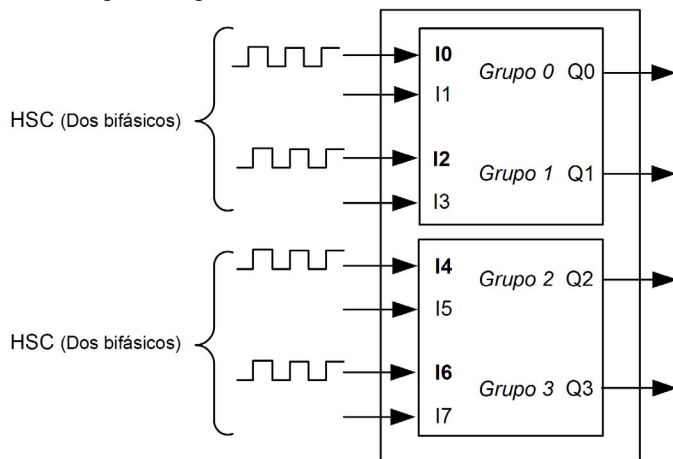 HSC (Dos bifásicos)
I0
I1
Grupo 0 Q0
I2
I3
Grupo 1 Q1
HSC (Dos bifásicos)
I4
I5
Grupo 2 Q2
I6
I7
Grupo 3 Q3